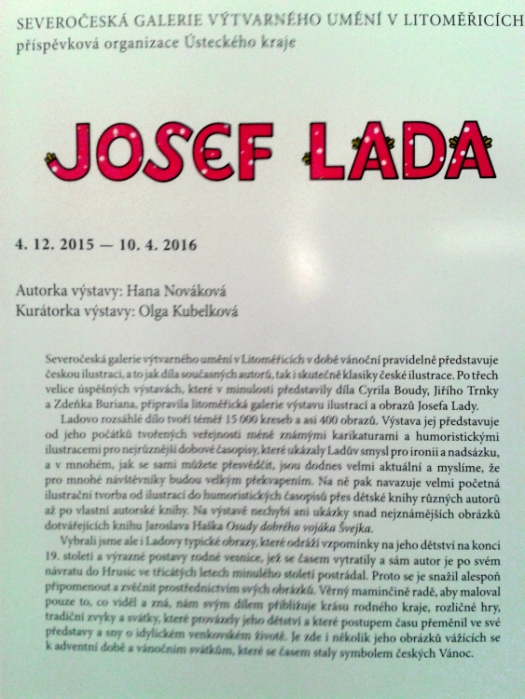 SEVEROČESKÁ GALERIE VÝTVARNÉHO UMĚNÍ V LITOMĚŘICÍCH
příspěvková organizace Ústeckého kraje
JOSEF LADA
4. 12. 2015 — 10. 4. 2016
Autorka výstavy: Hana Nováková
Kurátorka výstavy: Olga Kubelková
Severočeská galerie výtvarného umění v Litoměřicích v době vánoční pravidelně představuje
českou ilustraci, a to jak díla současných autorů, tak i skutečné klasiky české ilustrace. Po třech
velice úspěšných výstavách, které v minulosti představily díla Cyrila Boudy, Jiřího Trnky
a Zdeňka Buriana, připravila litoměřická galerie výstavu ilustrací a obrazů Josefa Lady.
Ladovo rozsáhlé dílo tvoří téměř 15 000 kreseb a asi 400 obrazů. Výstava jej představuje
od jeho počátků tvořených veřejnosti méně známými karikaturami a humoristickými
ilustracemi pro nejrůznější dobové časopisy, které ukázaly Ladův smysl pro ironii a nadsázku,
a v mnohém, jak se sami můžete přesvědčit, jsou dodnes velmi aktuální a myslíme, že
pro mnohé návštěvníky budou velkým překvapením. Na ně pak navazuje velmi početná
ilustrační tvorba od ilustrací do humoristických časopisů přes dětské knihy různých autorů
až po vlastní autorské knihy. Na výstavě nechybí ani ukázky snad nejznámějších obrázků
dotvářejících knihu Jaroslava Haška Osudy dobrého vojáka Švejka.
Vybrali jsme ale i Ladovy typické obrazy, které odráží vzpomínky na jeho dětství na konci
19. století a výrazné postavy rodné vesnice, jež se časem vytratily a sám autor je po svém
návratu do Hrusic ve třicátých letech minulého století postrádal. Proto se snažil alespoň
připomenout a zvěčnit prostřednictvím svých obrázků. Věrný maminčině radě, aby maloval
pouze to, co viděl a zná, nám svým dílem přibližuje krásu rodného kraje, rozličné hry,
tradiční zvyky a svátky, které provázely jeho dětství a které postupem času přeměnil ve své
představy a sny o idylickém venkovském životě. Je zde i několik jeho obrázků vážících se
k adventní době a vánočním svátkům, které se časem staly symbolem českých Vánoc.